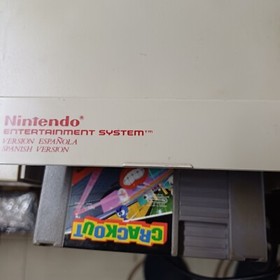 Nintendo®
ENTERTAINMENT SYSTEM™
VERSION ESPAÑOLA
SPANISH VERSION
CRACKOUT